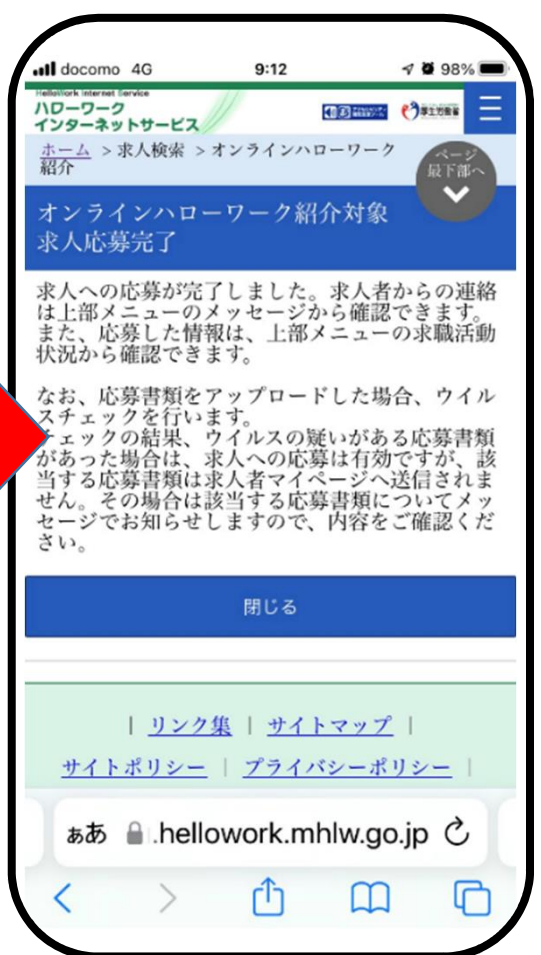 docomo 4G 9:12 98%
HelloWork Internet Service
ハローワーク
インターネットサービス
ホーム > 求人検索 > オンラインハローワーク
紹介
ページ
最下部へ
オンラインハローワーク紹介対象
求人応募完了
求人への応募が完了しました。求人者からの連絡
は上部メニューのメッセージから確認できます。
また、応募した情報は、上部メニューの求職活動
状況から確認できます。
なお、応募書類をアップロードした場合、ウイル
スチェックを行います。
チェックの結果、ウイルスの疑いがある応募書類
があった場合は、求人への応募は有効ですが、該
当する応募書類は求人者マイページへ送信されま
せん。その場合は該当する応募書類についてメッ
セージでお知らせしますので、内容をご確認くだ
さい。
閉じる
| リンク集 | サイトマップ |
サイトポリシー | プライバシーポリシー |
ぁあ .hellowork.mhlw.go.jp